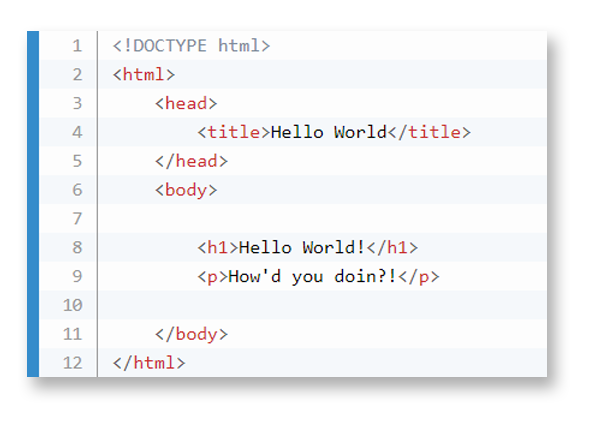 1 <!DOCTYPE html>
2 <html>
3     <head>
4         <title>Hello World</title>
5     </head>
6     <body>
7
8         <h1>Hello World!</h1>
9         <p>How'd you doin?!</p>
10
11     </body>
12 </html>